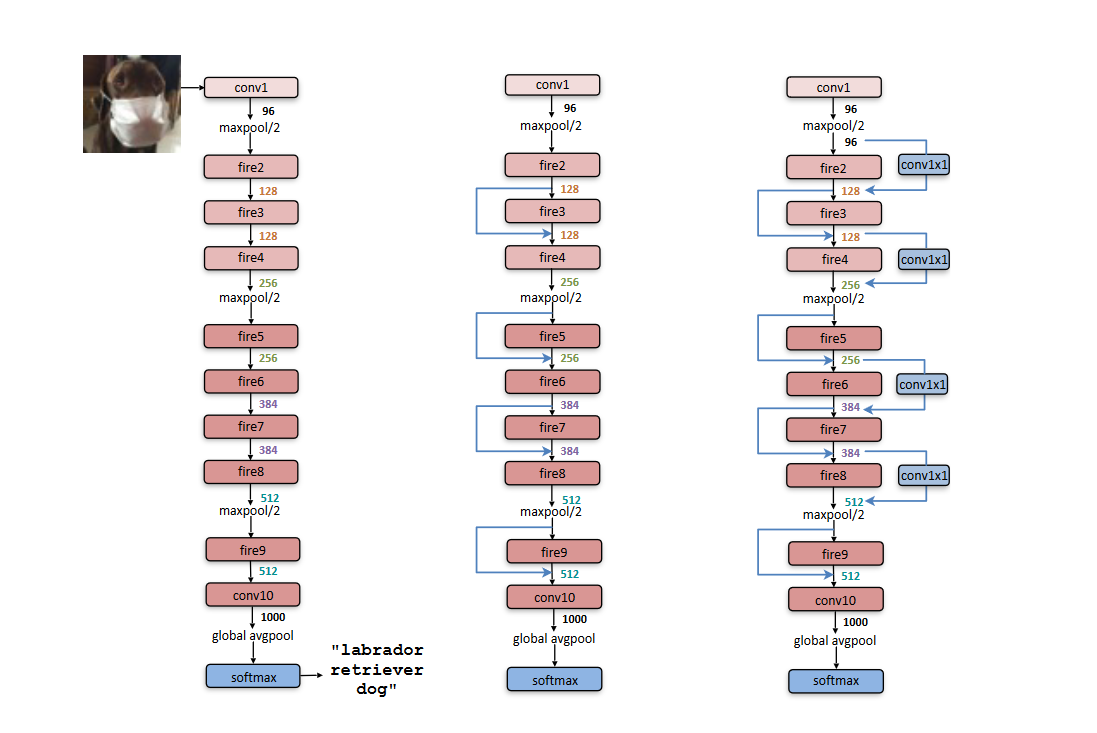 conv1
96
maxpool/2
fire2
128
fire3
128
fire4
256
maxpool/2
fire5
256
fire6
384
fire7
384
fire8
512
maxpool/2
fire9
512
conv10
1000
global avgpool
softmax
"labrador
retriever
dog"
conv1
96
maxpool/2
fire2
128
fire3
128
fire4
256
maxpool/2
fire5
256
fire6
384
fire7
384
fire8
512
maxpool/2
fire9
512
conv10
1000
global avgpool
softmax
conv1
96
maxpool/2
96
conv1x1
fire2
128
fire3
128
fire4
conv1x1
256
maxpool/2
fire5
256
fire6
conv1x1
384
fire7
384
fire8
conv1x1
512
maxpool/2
fire9
512
conv10
1000
global avgpool
softmax